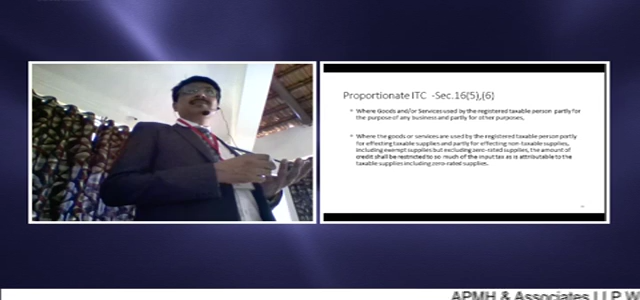 Proportionate ITC -Sec.16(5),(6)
Where Goods and/or Services used by the registered taxable person partly for
the purpose of any business and partly for other purposes,
Where the goods or services are used by the registered taxable person partly
for effecting taxable supplies and partly for effecting non-taxable supplies,
including exempt supplies but excluding zero-rated supplies, the amount of
credit shall be restricted to so much of the input tax as is attributable to the
taxable supplies including zero-rated supplies.
APMH & Associates LLP W